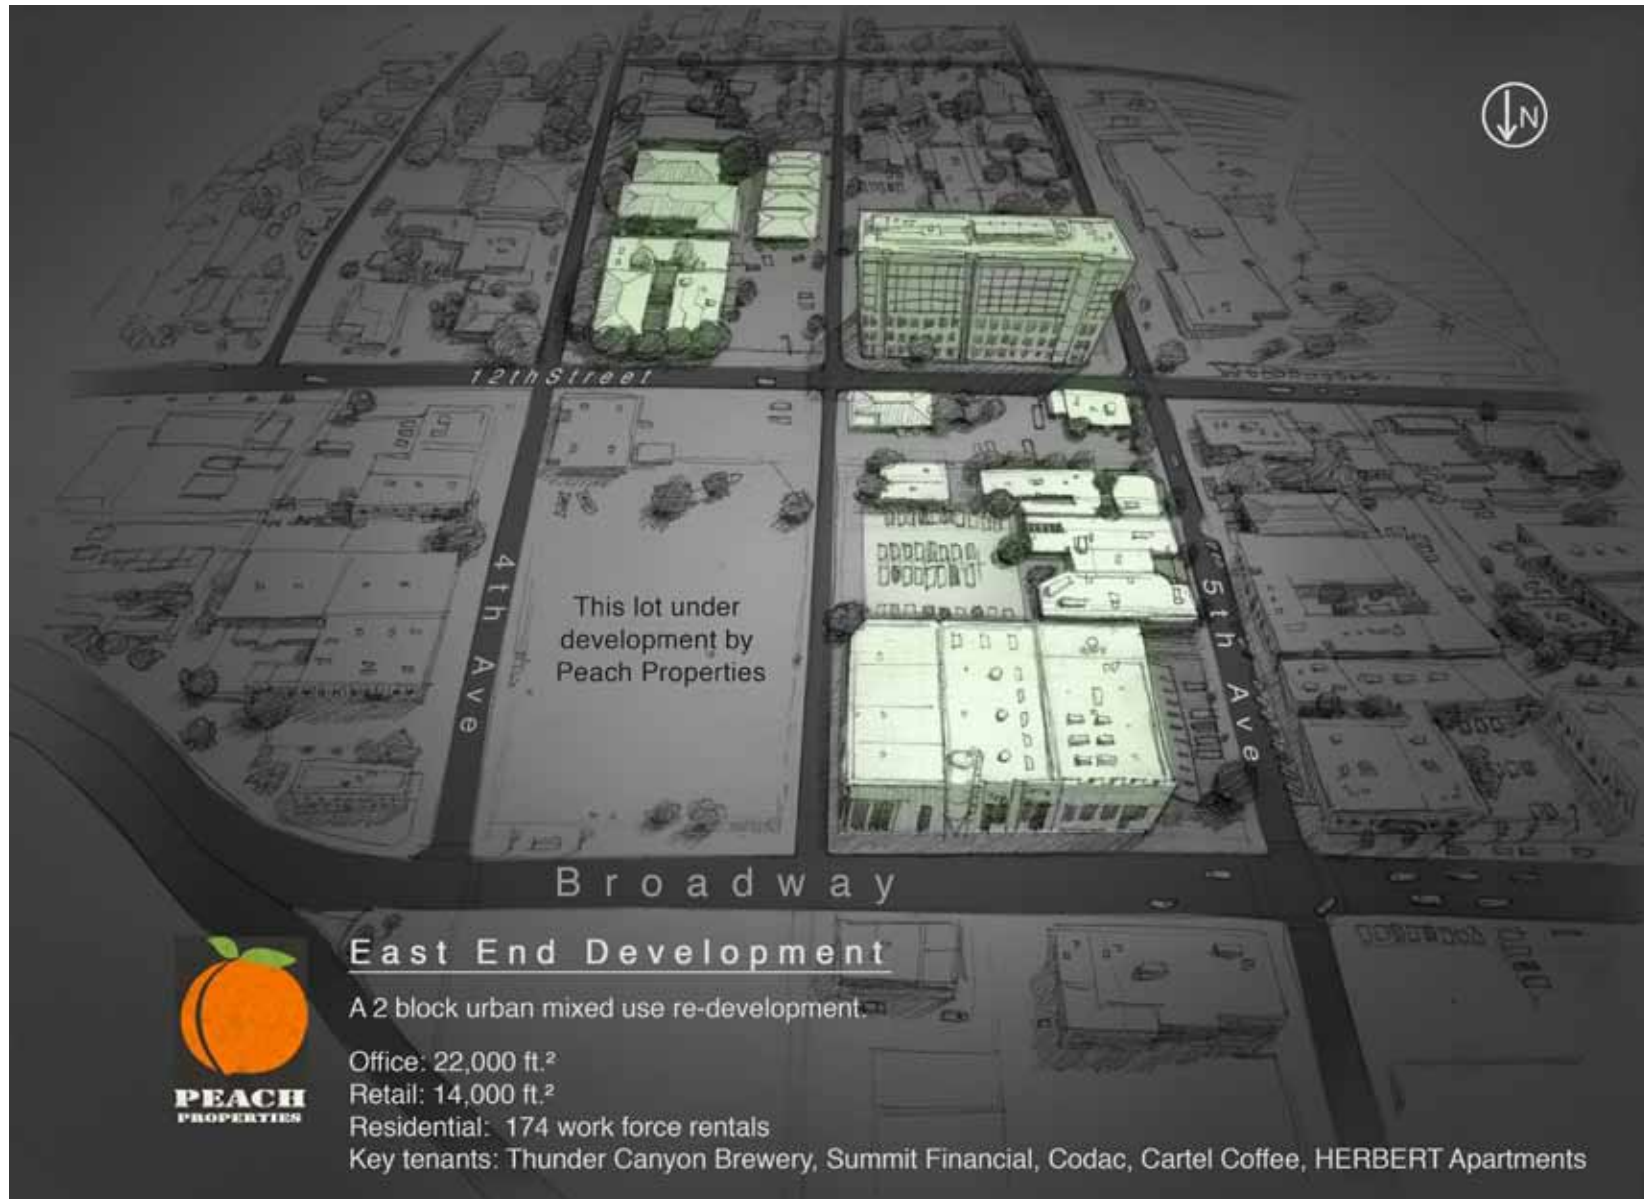 N
12th Street
4th Ave
5th Ave
This lot under
development by
Peach Properties
Broadway
East End Development
A 2 block urban mixed use re-development.
Office: 22,000 ft.²
Retail: 14,000 ft.²
Residential: 174 work force rentals
Key tenants: Thunder Canyon Brewery, Summit Financial, Codac, Cartel Coffee, HERBERT Apartments
PEACH
PROPERTIES